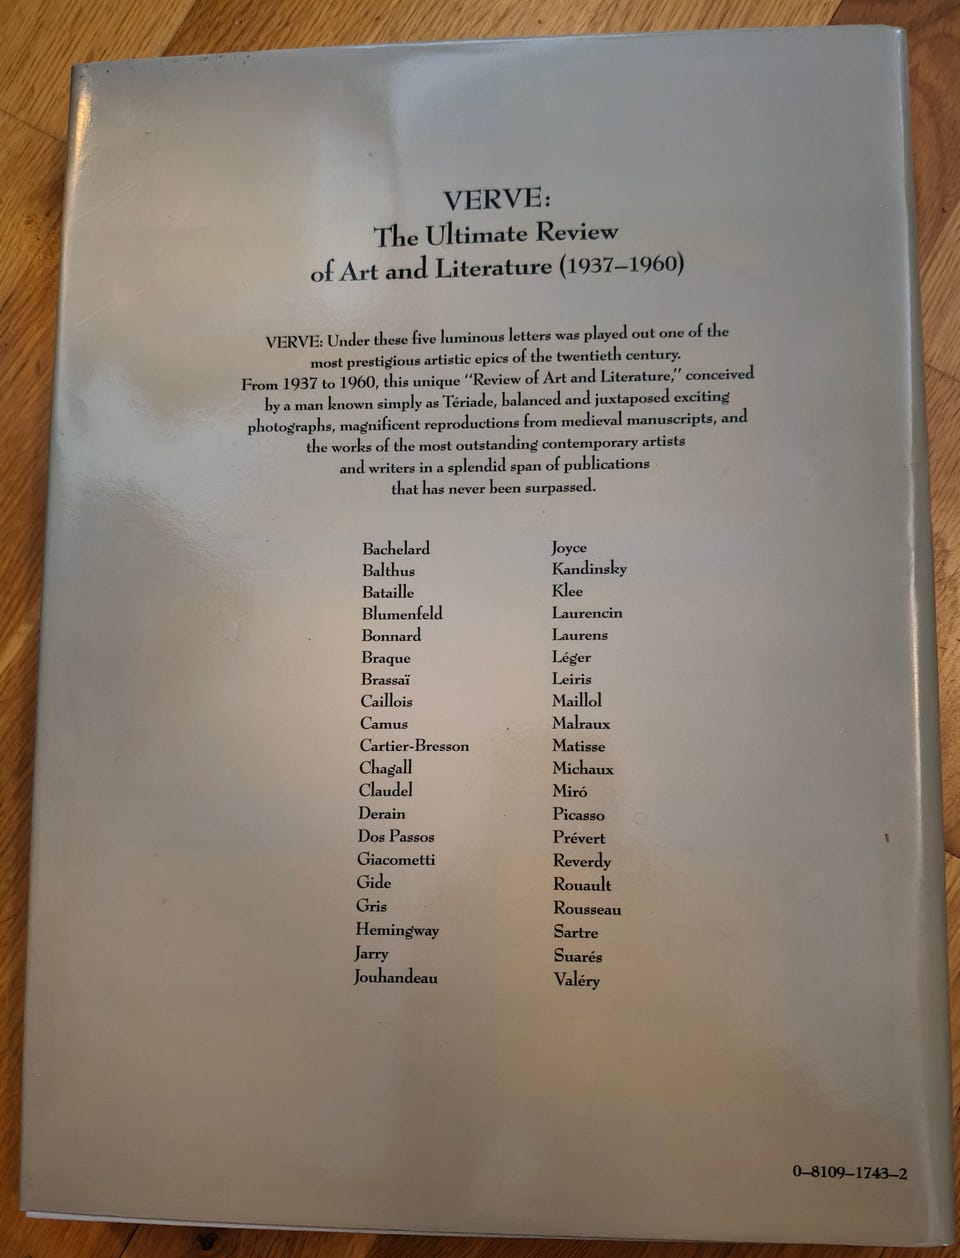 VERVE:
The Ultimate Review
of Art and Literature (1937–1960)
VERVE: Under these five luminous letters was played out one of the
most prestigious artistic epics of the twentieth century.
From 1937 to 1960, this unique “Review of Art and Literature,” conceived
by a man known simply as Tériade, balanced and juxtaposed exciting
photographs, magnificent reproductions from medieval manuscripts, and
the works of the most outstanding contemporary artists
and writers in a splendid span of publications
that has never been surpassed.
Bachelard
Balthus
Bataille
Blumenfeld
Bonnard
Braque
Brassaï
Caillois
Camus
Cartier-Bresson
Chagall
Claudel
Derain
Dos Passos
Giacometti
Gide
Gris
Hemingway
Jarry
Jouhandeau
Joyce
Kandinsky
Klee
Laurencin
Laurens
Léger
Leiris
Maillol
Malraux
Matisse
Michaux
Miró
Picasso
Prévert
Reverdy
Rouault
Rousseau
Sartre
Suarés
Valéry
0–8109–1743–2